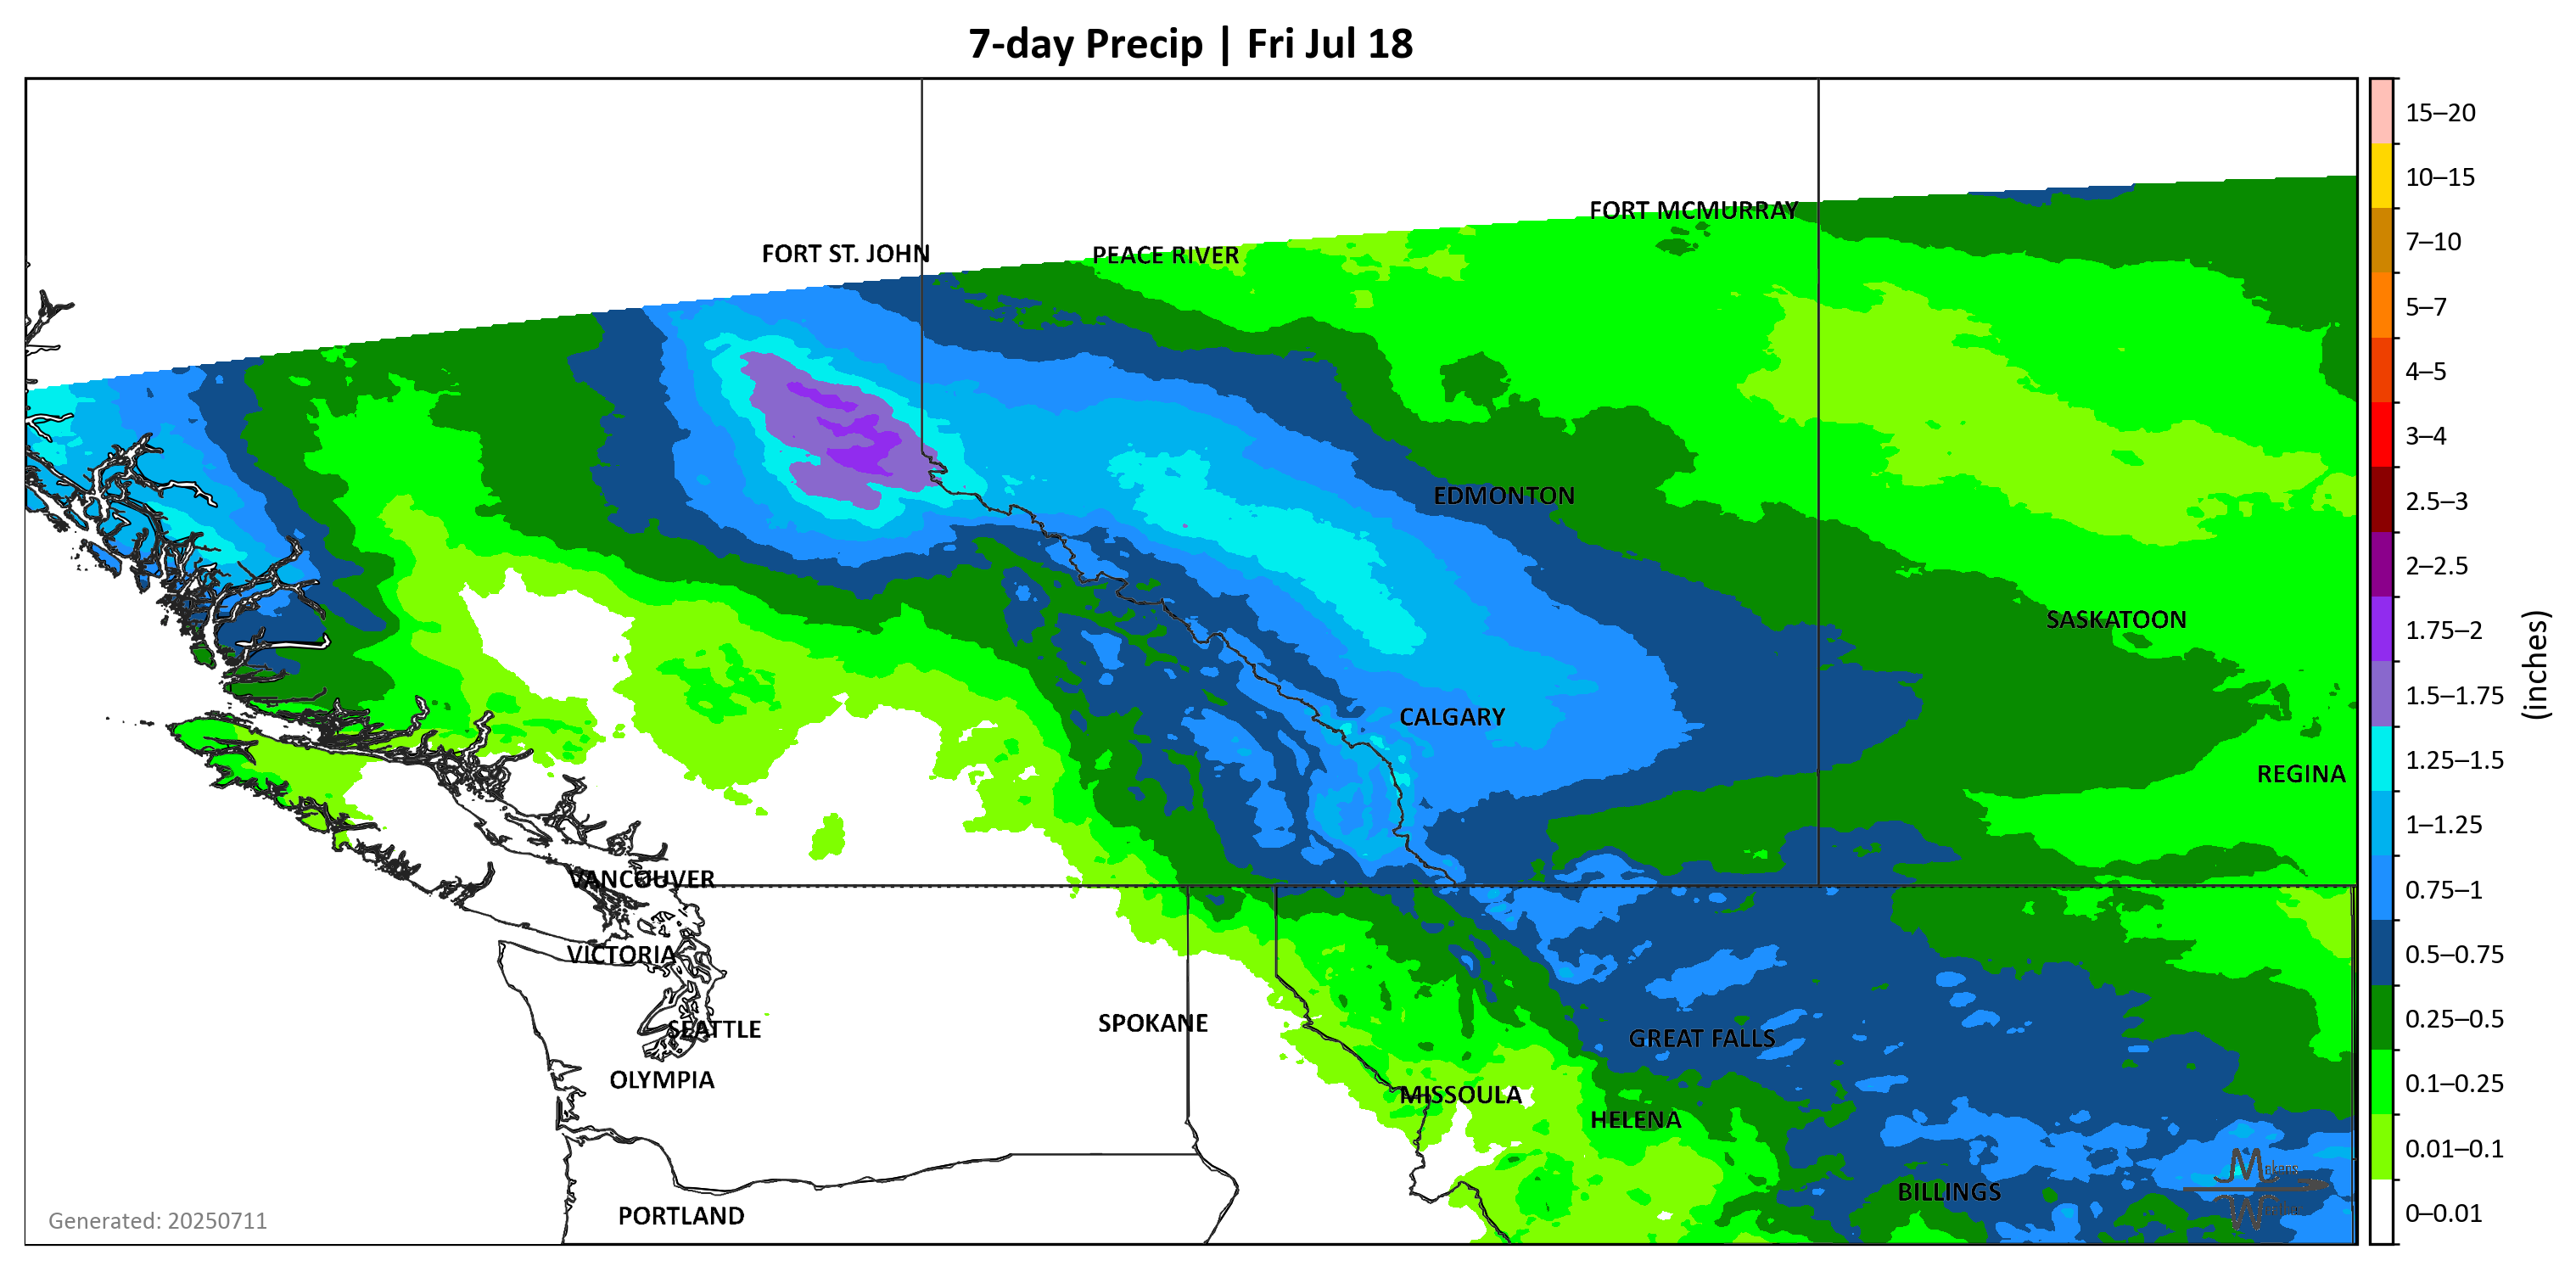 7-day Precip | Fri Jul 18
FORT MCMURRAY
FORT ST. JOHN
PEACE RIVER
EDMONTON
SASKATOON
CALGARY
REGINA
VANCOUVER
VICTORIA
SPOKANE
SEATTLE
GREAT FALLS
OLYMPIA
MISSOULA
HELENA
BILLINGS
PORTLAND
Generated: 20250711
15–20
10–15
7–10
5–7
4–5
3–4
2.5–3
2–2.5
1.75–2
1.5–1.75
1.25–1.5
1–1.25
0.75–1
0.5–0.75
0.25–0.5
0.1–0.25
0.01–0.1
0–0.01
(inches)